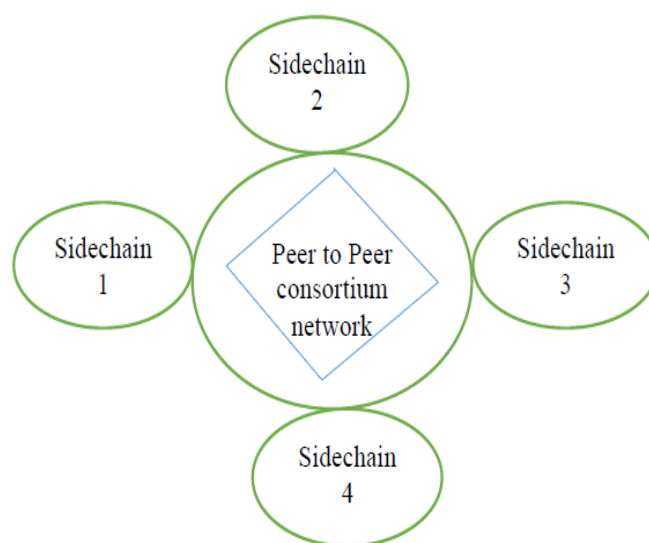 Sidechain
2
Sidechain
1
Peer to Peer
consortium
network
Sidechain
3
Sidechain
4